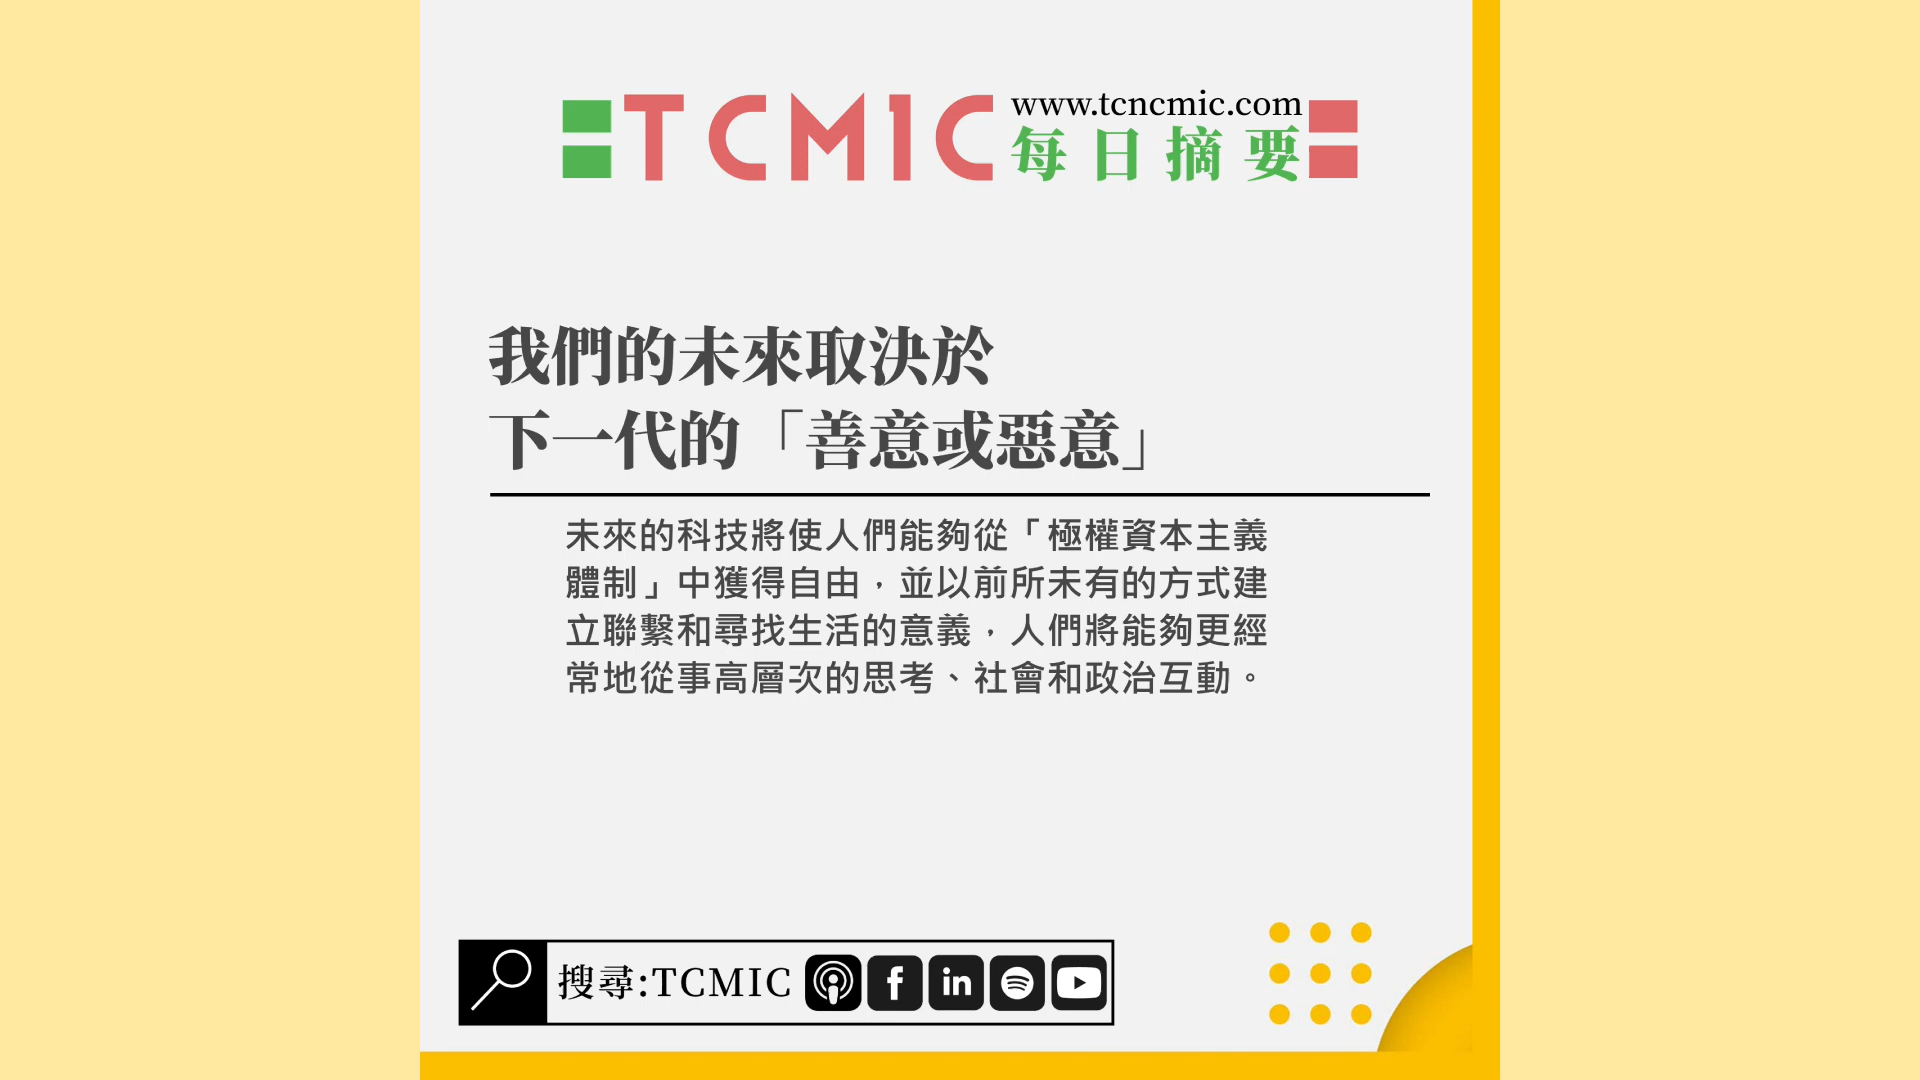 TCMIC
www.tcncmic.com
每日摘要
我們的未來取決於
下一代的「善意或惡意」
未來的科技將使人們能夠從「極權資本主義
體制」中獲得自由，並以前所未有的方式建
立聯繫和尋找生活的意義，人們將能夠更經
常地從事高層次的思考、社會和政治互動。
搜尋:TCMIC